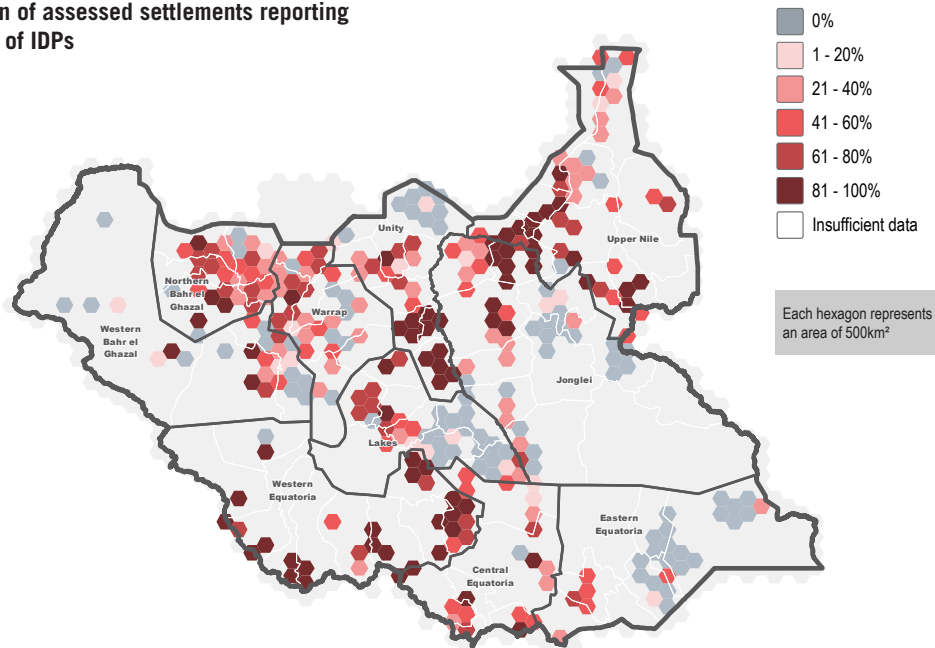 n of assessed settlements reporting
of IDPs
0%
1 - 20%
21 - 40%
41 - 60%
61 - 80%
81 - 100%
Insufficient data
Each hexagon represents
an area of 500km²
Unity
Upper Nile
Northern
Bahr el
Ghazal
Warrap
Western
Bahr el
Ghazal
Jonglei
Lakes
Western
Equatoria
Eastern
Equatoria
Central
Equatoria